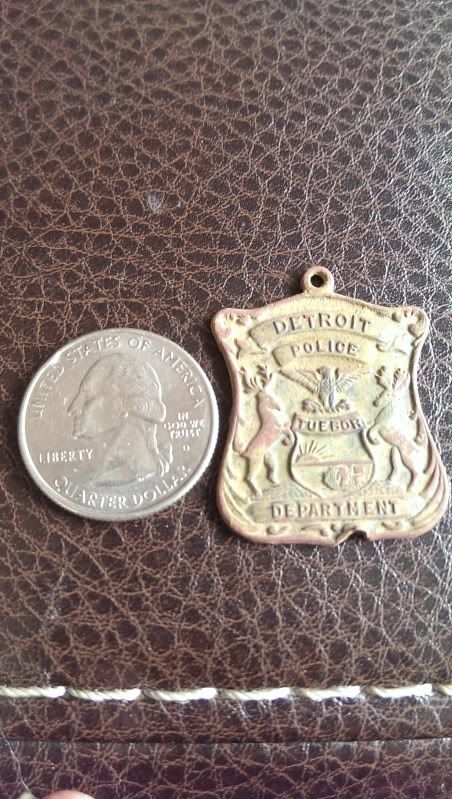 UNITED STATES OF AMERICA
LIBERTY
IN
GOD WE
TRUST
QUARTER DOLLAR
DETROIT
POLICE
TUEBOR
DEPARTMENT